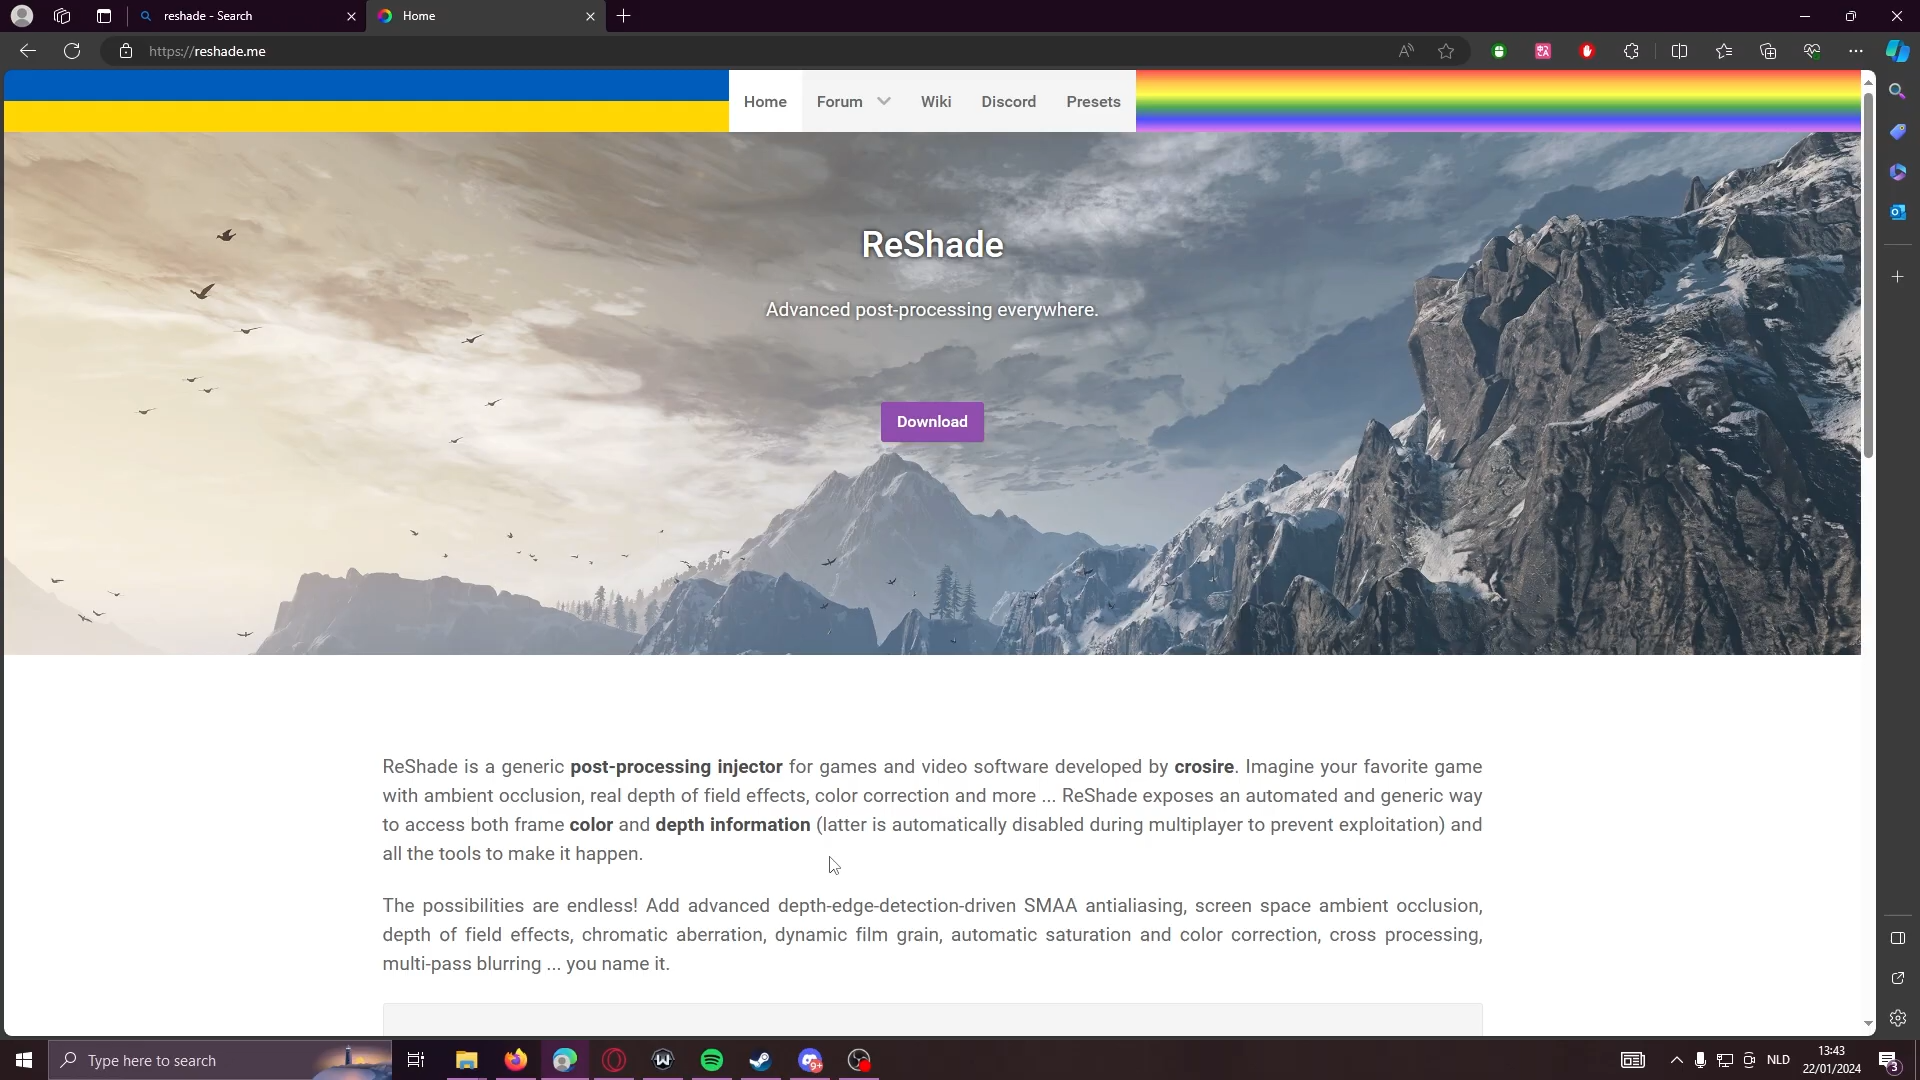 reshade - Search
Home
https://reshade.me
Home Forum Wiki Discord Presets
ReShade
Advanced post-processing everywhere.
Download
ReShade is a generic post-processing injector for games and video software developed by crosire. Imagine your favorite game
with ambient occlusion, real depth of field effects, color correction and more ... ReShade exposes an automated and generic way
to access both frame color and depth information (latter is automatically disabled during multiplayer to prevent exploitation) and
all the tools to make it happen.
The possibilities are endless! Add advanced depth-edge-detection-driven SMAA antialiasing, screen space ambient occlusion,
depth of field effects, chromatic aberration, dynamic film grain, automatic saturation and color correction, cross processing,
multi-pass blurring ... you name it.
Type here to search
9+
NLD
13:43
22/01/2024
3